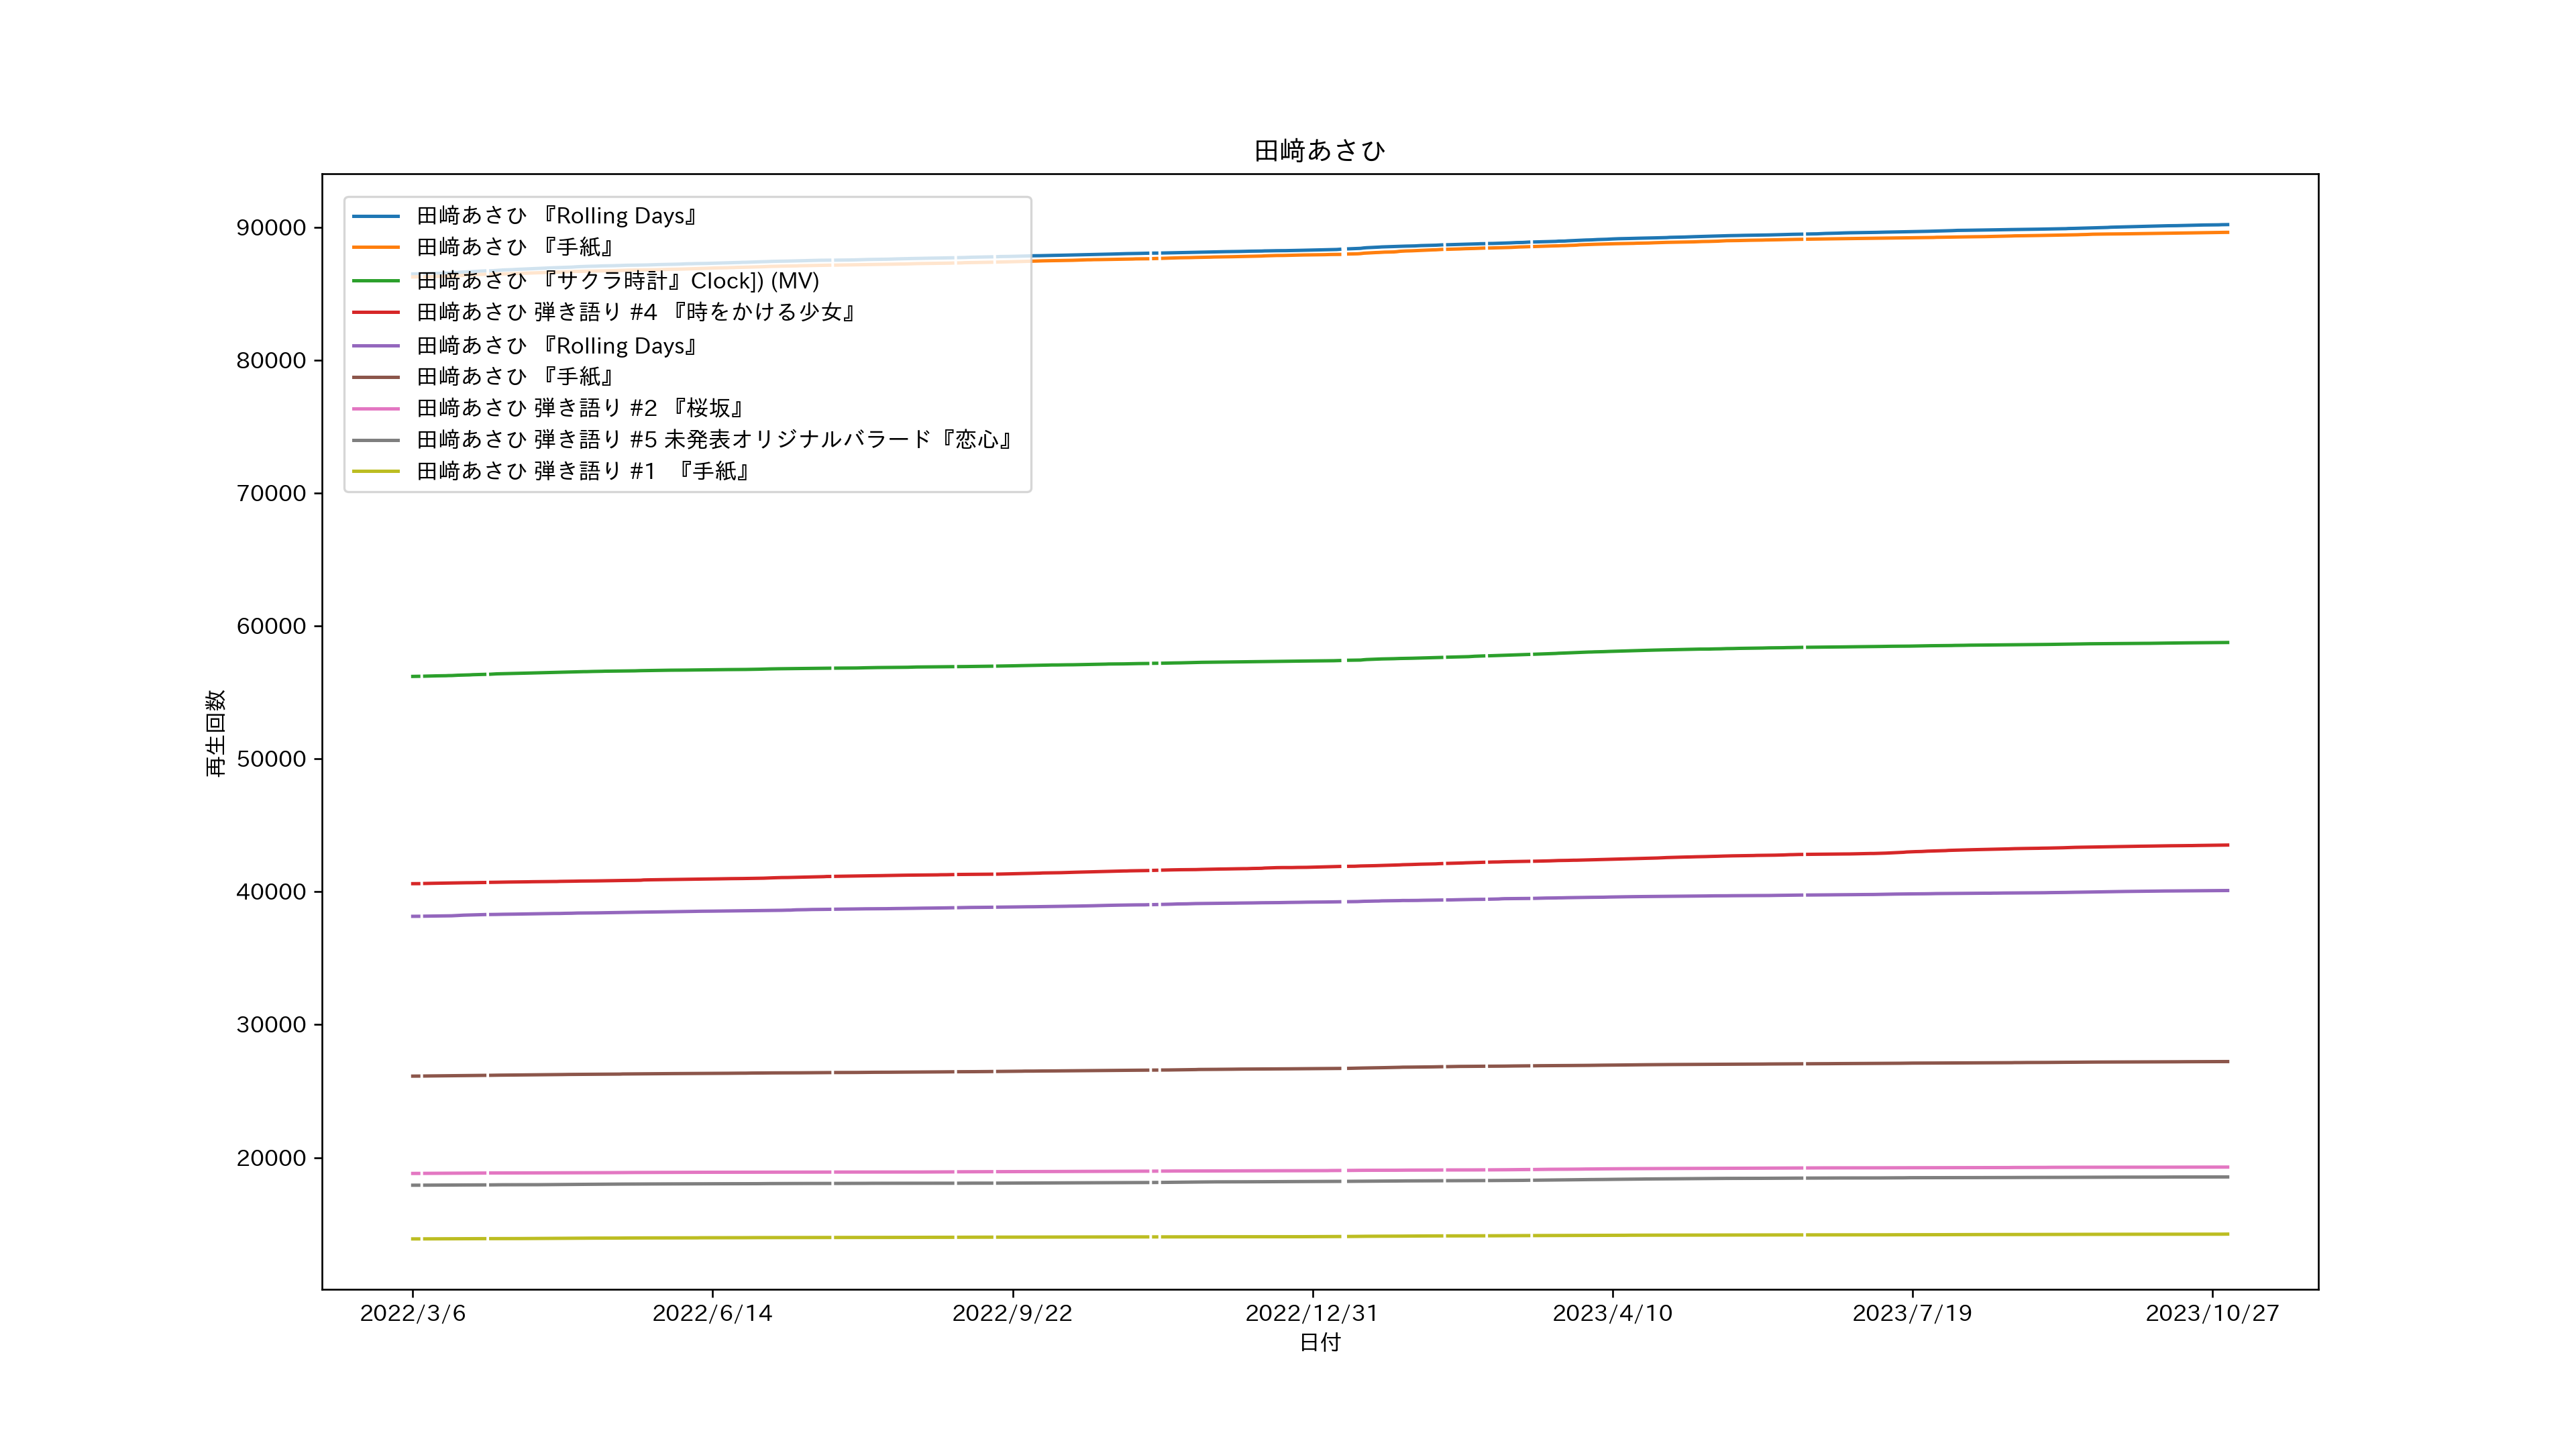 田﨑あさひ
田﨑あさひ 『Rolling Days』
田﨑あさひ 『手紙』
田﨑あさひ 『サクラ時計』Clock]) (MV)
田﨑あさひ 弾き語り #4 『時をかける少女』
田﨑あさひ 『Rolling Days』
田﨑あさひ 『手紙』
田﨑あさひ 弾き語り #2 『桜坂』
田﨑あさひ 弾き語り #5 未発表オリジナルバラード『恋心』
田﨑あさひ 弾き語り #1 『手紙』
90000
80000
70000
60000
50000
40000
30000
20000
再生回数
2022/3/6 2022/6/14 2022/9/22 2022/12/31 2023/4/10 2023/7/19 2023/10/27
日付